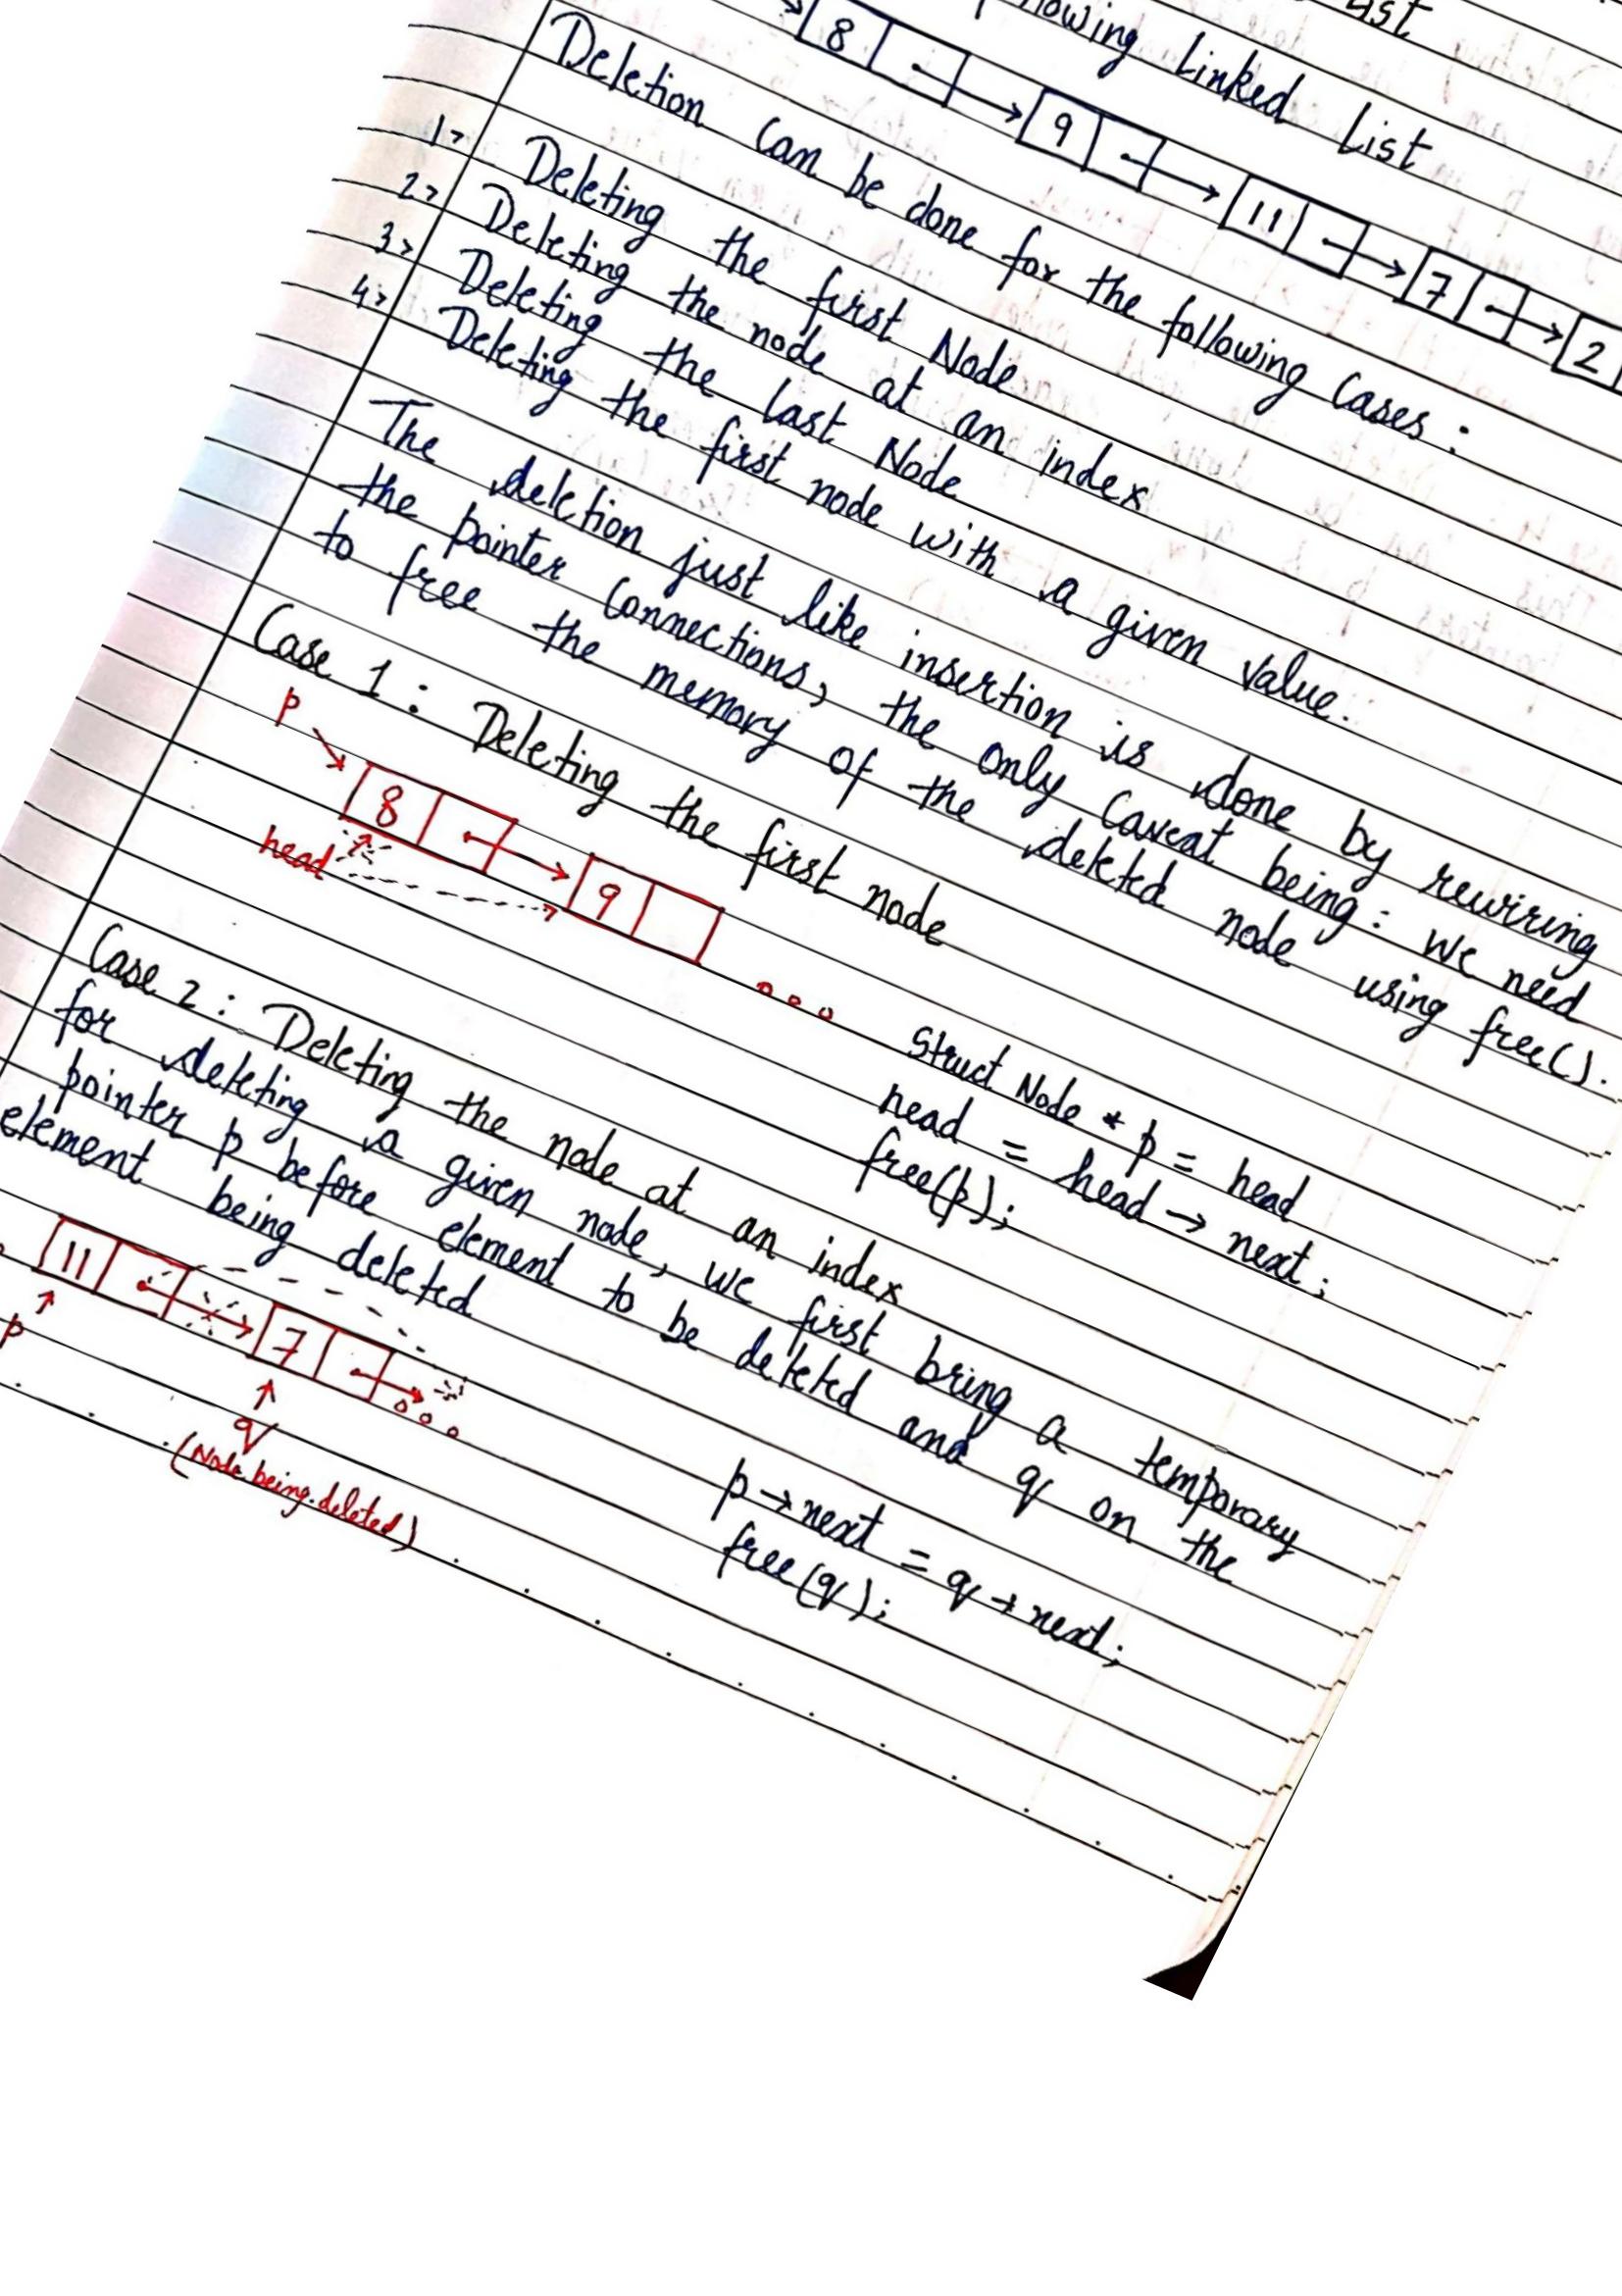 Linked List
8 9 11 7 2
Deletion Can be done for the following Cases :
1> Deleting the first Node
2> Deleting the node at an index
3> Deleting the last Node
4> Deleting the first node with a given value.
The deletion just like insertion is done by rewiring
the pointer Connections, the only Caveat being : we need
to free the memory of the deleted node using free().
Case 1 : Deleting the first node
p
8 9
head
Struct Node * p = head
head = head → next ;
free(p);
Case 2 : Deleting the node at an index
for deleting a given node, we first bring a temporary
pointer p before element to be deleted and q on the
element being deleted
11 7
p
q
(Node being deleted)
p → next = q → next ;
free(q);